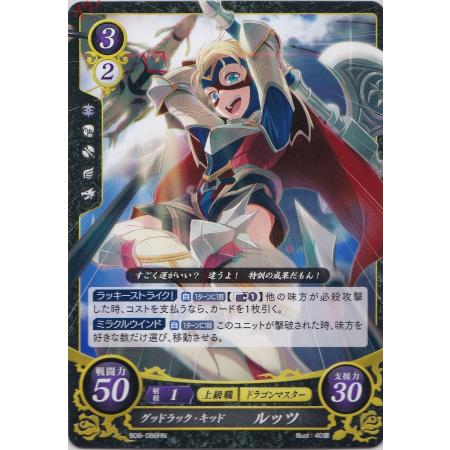 3
2
すごく運がいい? 違うよ! 特訓の成果だもん!
ラッキーストライク! 白 1ターンに1回 【裏1】 他の味方が必殺攻撃
した時、コストを支払うなら、カードを1枚引く。
ミラクルウインド 白 1ターンに1回 このユニットが撃破された時、味方を
好きな数だけ選び、移動させる。
戦闘力
50
射程 1
上級職 ドラゴンマスター
支援力
30
グッドラック・キッド ルッツ
B06-086HN
Illust:40原